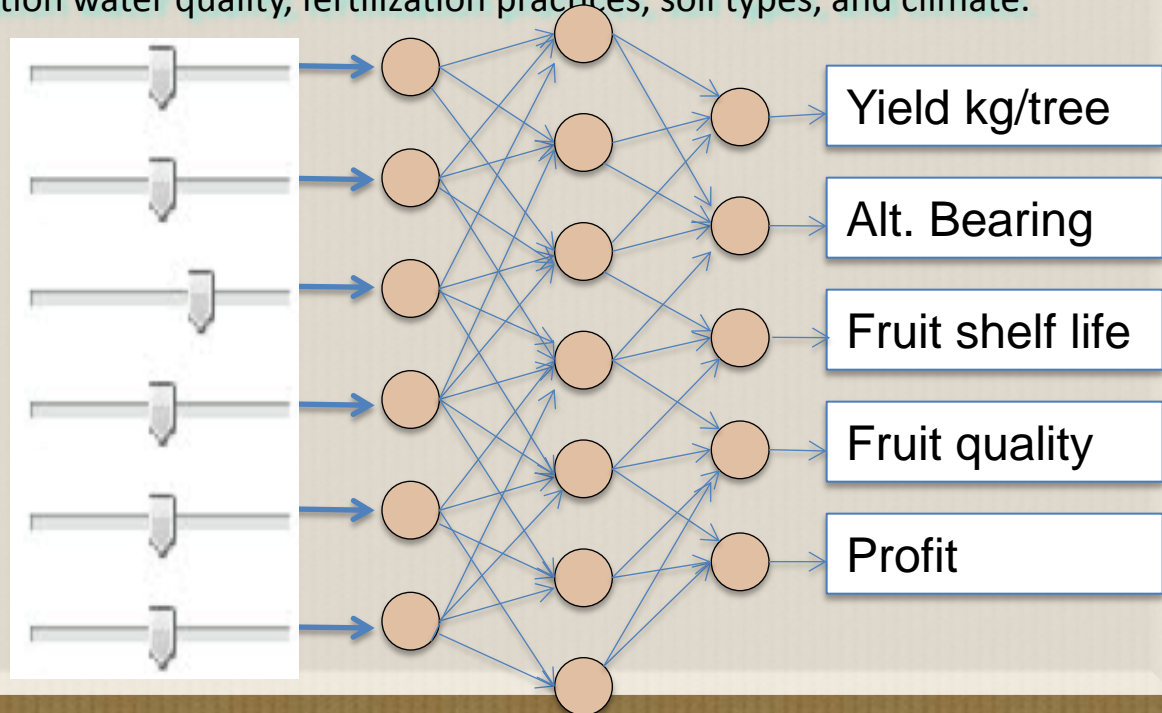 tion water quality, fertilization practices, soil types, and climate.
Yield kg/tree
Alt. Bearing
Fruit shelf life
Fruit quality
Profit